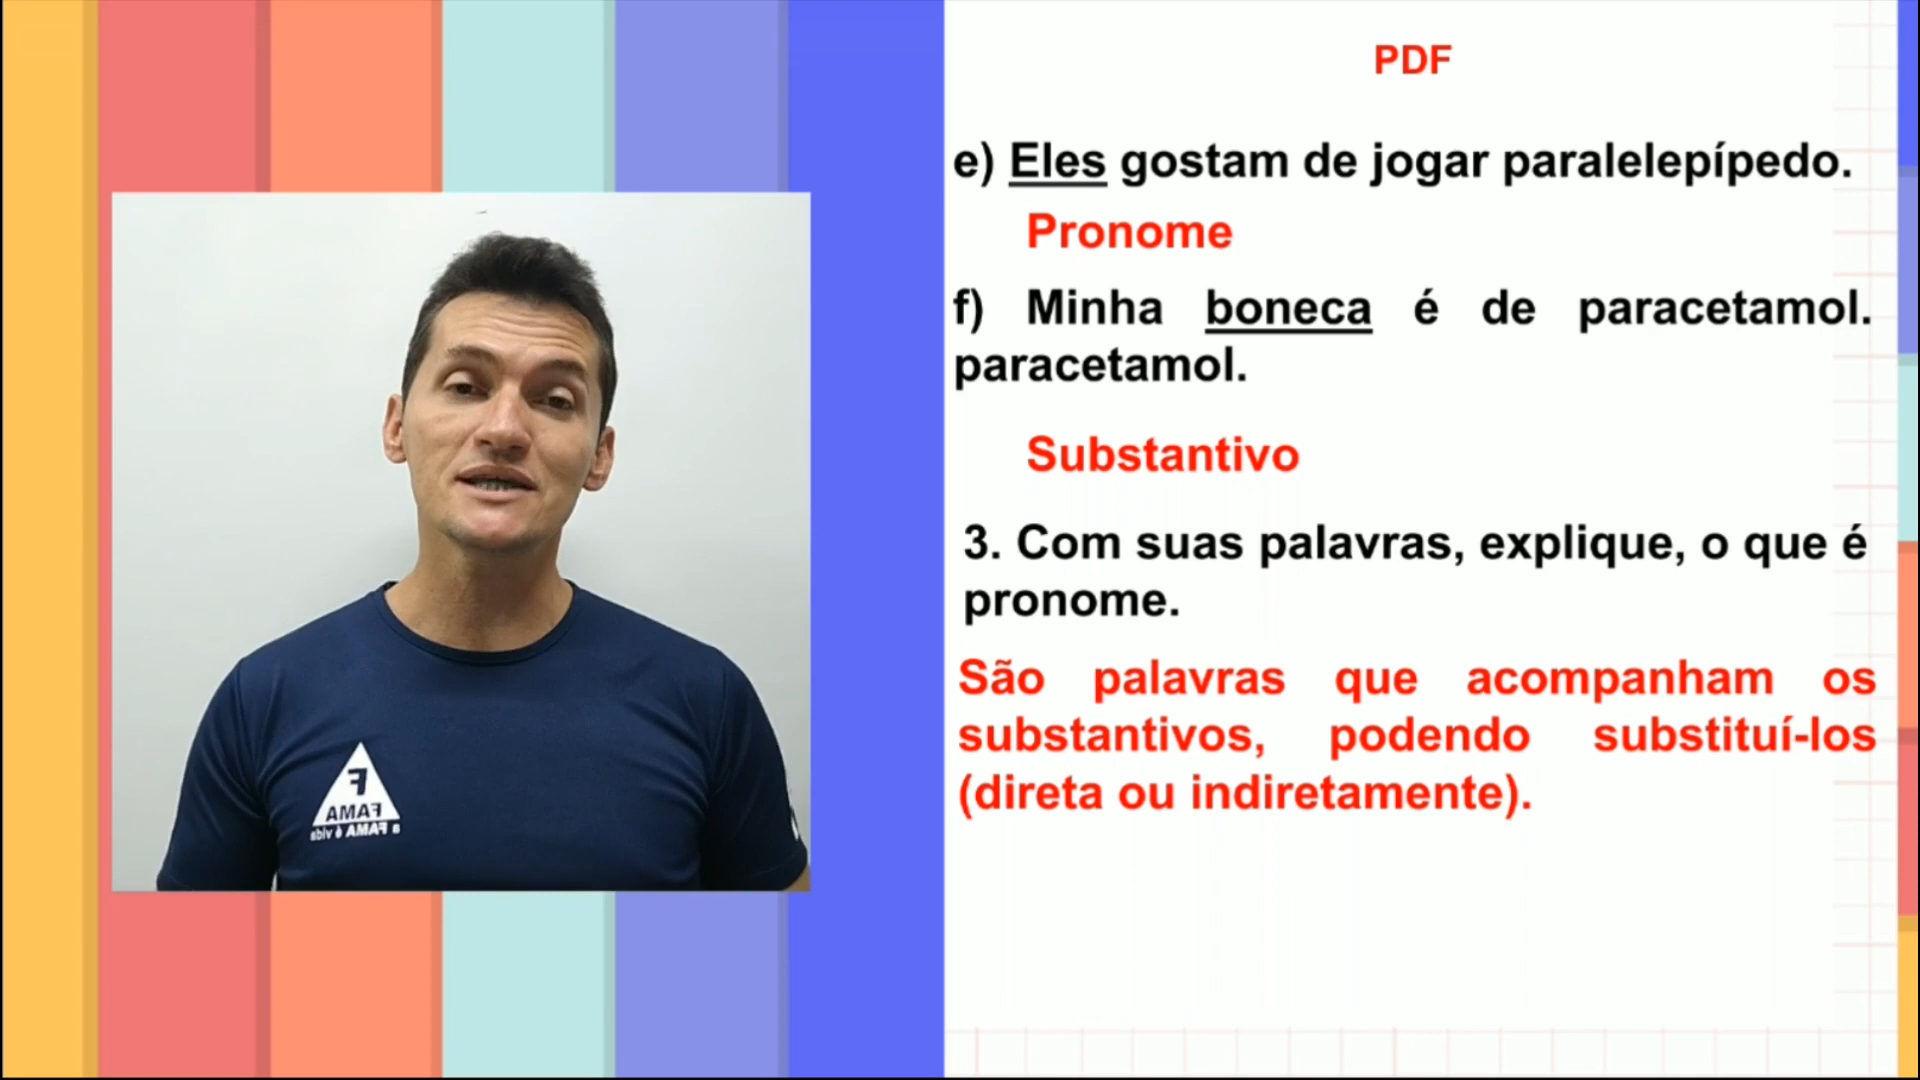 PDF
e) Eles gostam de jogar paralelepípedo.
Pronome
f) Minha boneca é de paracetamol.
paracetamol.
Substantivo
3. Com suas palavras, explique, o que é
pronome.
São palavras que acompanham os
substantivos, podendo substituí-los
(direta ou indiretamente).
F
FAMA
a FAMA é vida